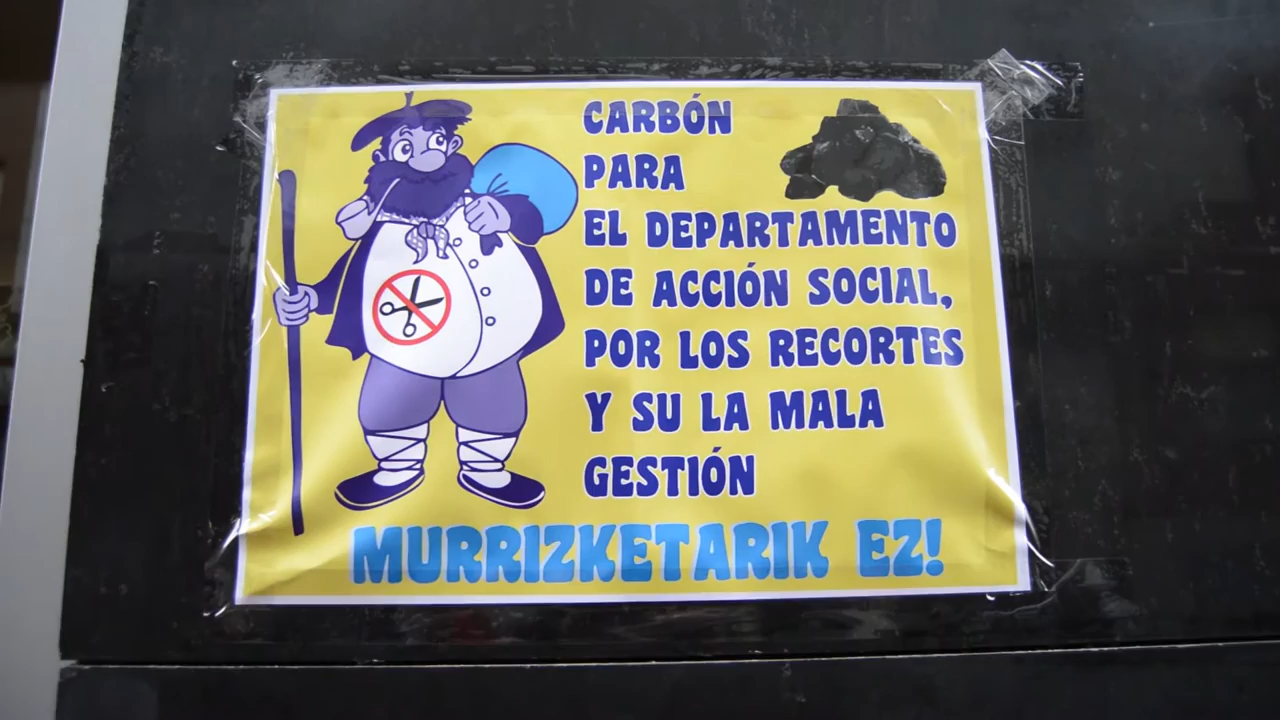 CARBÓN
PARA
EL DEPARTAMENTO
DE ACCIÓN SOCIAL,
POR LOS RECORTES
Y SU LA MALA
GESTIÓN
MURRIZKETARIK EZ!